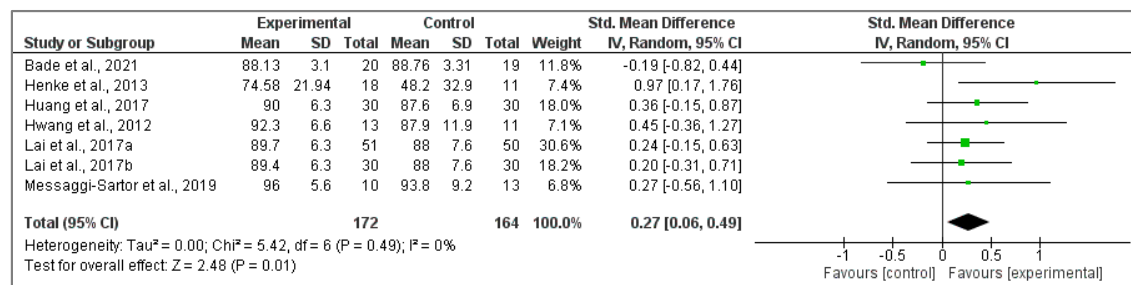 Experimental Control Std. Mean Difference Std. Mean Difference
Study or Subgroup Mean SD Total Mean SD Total Weight IV, Random, 95% CI IV, Random, 95% CI
Bade et al., 2021 88.13 3.1 20 88.76 3.31 19 11.8% -0.19 [-0.82, 0.44]
Henke et al., 2013 74.58 21.94 18 48.2 32.9 11 7.4% 0.97 [0.17, 1.76]
Huang et al., 2017 90 6.3 30 87.6 6.9 30 18.0% 0.36 [-0.15, 0.87]
Hwang et al., 2012 92.3 6.6 13 87.9 11.9 11 7.1% 0.45 [-0.36, 1.27]
Lai et al., 2017a 89.7 6.3 51 88 7.6 50 30.6% 0.24 [-0.15, 0.63]
Lai et al., 2017b 89.4 6.3 30 88 7.6 30 18.2% 0.20 [-0.31, 0.71]
Messaggi-Sartor et al., 2019 96 5.6 10 93.8 9.2 13 6.8% 0.27 [-0.56, 1.10]
Total (95% CI) 172 164 100.0% 0.27 [0.06, 0.49]
Heterogeneity: Tau² = 0.00; Chi² = 5.42, df = 6 (P = 0.49); I² = 0%
Test for overall effect: Z = 2.48 (P = 0.01)
-1 -0.5 0 0.5 1
Favours [control] Favours [experimental]